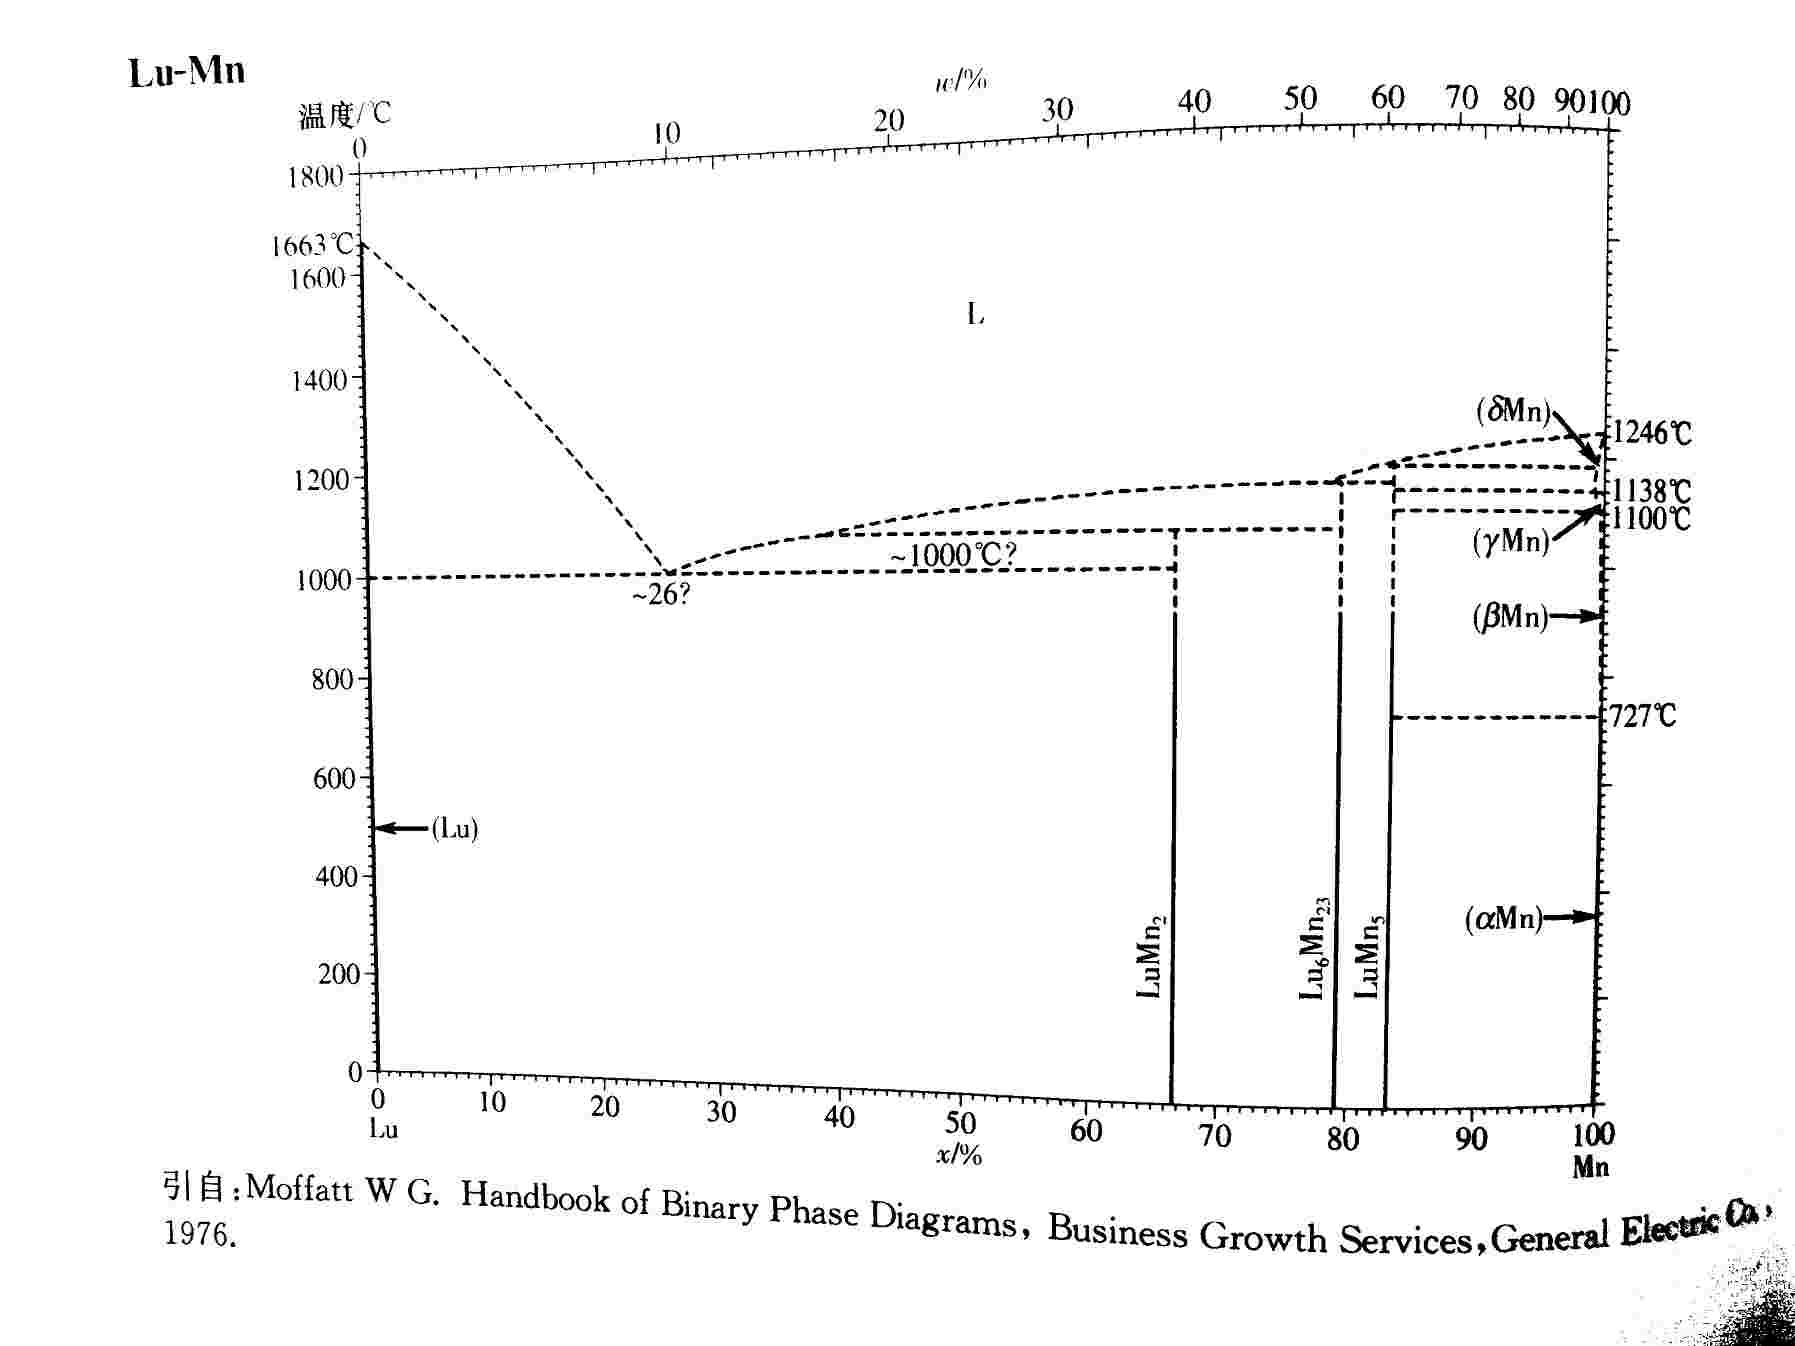 Lu-Mn
w/%
温度/℃
0 10 20 30 40 50 60 70 80 90 100
1800
1663℃
1600
L
1400
(δMn)
1246℃
1200
1138℃
1100℃
(γMn)
~1000℃?
1000
~26?
(βMn)
800
727℃
600
(Lu)
400
(αMn)
LuMn₂
Lu₆Mn₂₃
LuMn₅
200
0
0 10 20 30 40 50 60 70 80 90 100
Lu
x/%
Mn
引自:Moffatt W G. Handbook of Binary Phase Diagrams, Business Growth Services, General Electric Co,
1976.